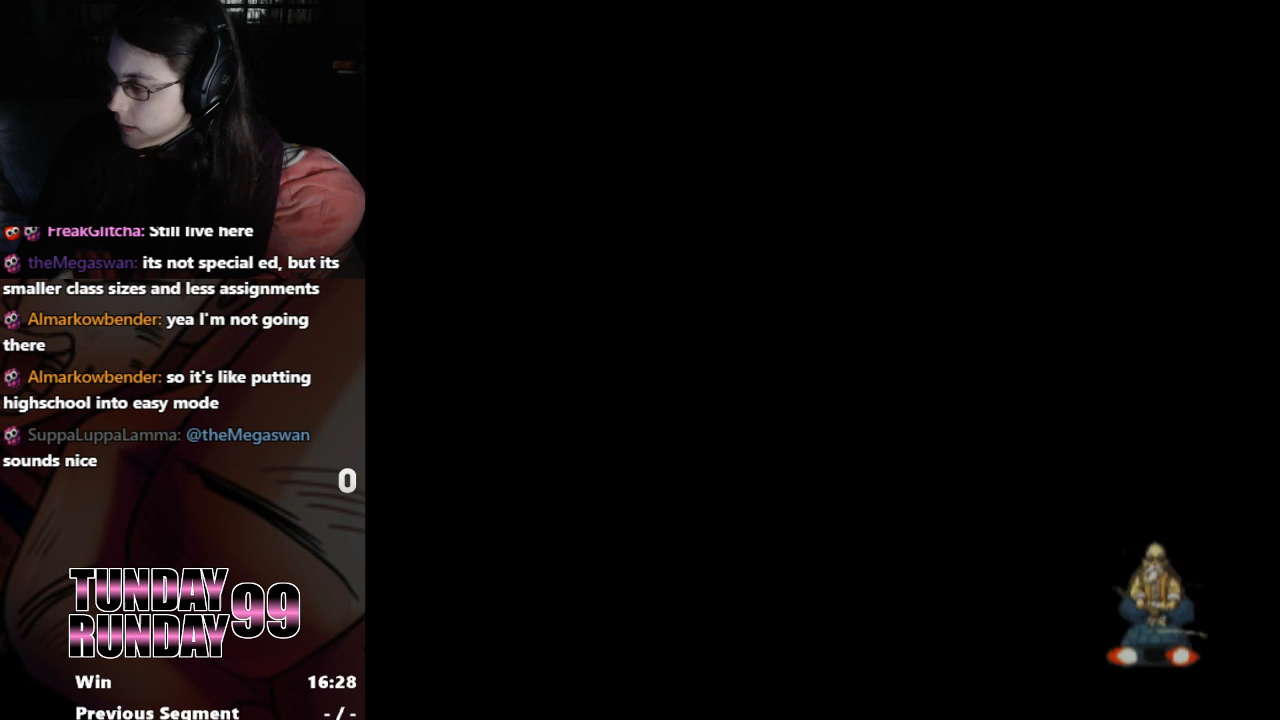 FreakGlitcha: Still live here
theMegaswan: its not special ed, but its
smaller class sizes and less assignments
Almarkowbender: yea I'm not going
there
Almarkowbender: so it's like putting
highschool into easy mode
SuppaLuppaLamma: @theMegaswan
sounds nice
0
TUNDAY
RUNDAY 99
Win 16:28
Previous Segment - / -